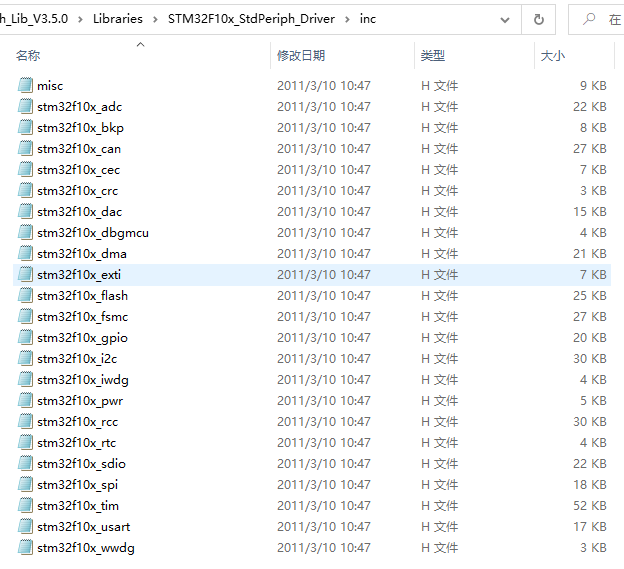 h_Lib_V3.5.0 › Libraries › STM32F10x_StdPeriph_Driver › inc 在
名称 修改日期 类型 大小
misc 2011/3/10 10:47 H 文件 9 KB
stm32f10x_adc 2011/3/10 10:47 H 文件 22 KB
stm32f10x_bkp 2011/3/10 10:47 H 文件 8 KB
stm32f10x_can 2011/3/10 10:47 H 文件 27 KB
stm32f10x_cec 2011/3/10 10:47 H 文件 7 KB
stm32f10x_crc 2011/3/10 10:47 H 文件 3 KB
stm32f10x_dac 2011/3/10 10:47 H 文件 15 KB
stm32f10x_dbgmcu 2011/3/10 10:47 H 文件 4 KB
stm32f10x_dma 2011/3/10 10:47 H 文件 21 KB
stm32f10x_exti 2011/3/10 10:47 H 文件 7 KB
stm32f10x_flash 2011/3/10 10:47 H 文件 25 KB
stm32f10x_fsmc 2011/3/10 10:47 H 文件 27 KB
stm32f10x_gpio 2011/3/10 10:47 H 文件 20 KB
stm32f10x_i2c 2011/3/10 10:47 H 文件 30 KB
stm32f10x_iwdg 2011/3/10 10:47 H 文件 4 KB
stm32f10x_pwr 2011/3/10 10:47 H 文件 5 KB
stm32f10x_rcc 2011/3/10 10:47 H 文件 30 KB
stm32f10x_rtc 2011/3/10 10:47 H 文件 4 KB
stm32f10x_sdio 2011/3/10 10:47 H 文件 22 KB
stm32f10x_spi 2011/3/10 10:47 H 文件 18 KB
stm32f10x_tim 2011/3/10 10:47 H 文件 52 KB
stm32f10x_usart 2011/3/10 10:47 H 文件 17 KB
stm32f10x_wwdg 2011/3/10 10:47 H 文件 3 KB